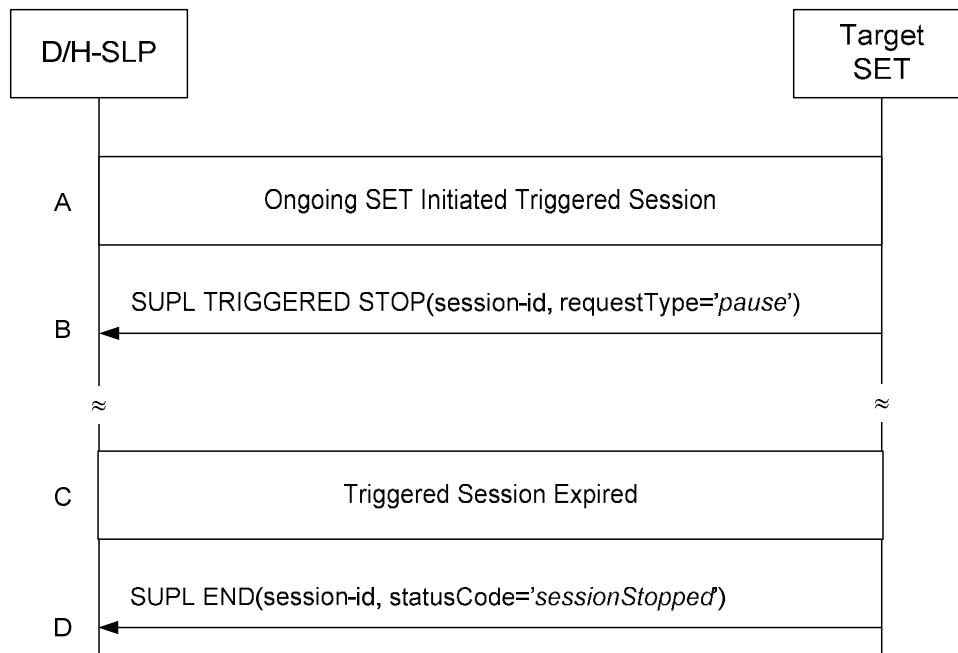 D/H-SLP
Target
SET
A
Ongoing SET Initiated Triggered Session
SUPL TRIGGERED STOP(session-id, requestType=’pause’)
B
≈
≈
C
Triggered Session Expired
SUPL END(session-id, statusCode=’sessionStopped’)
D